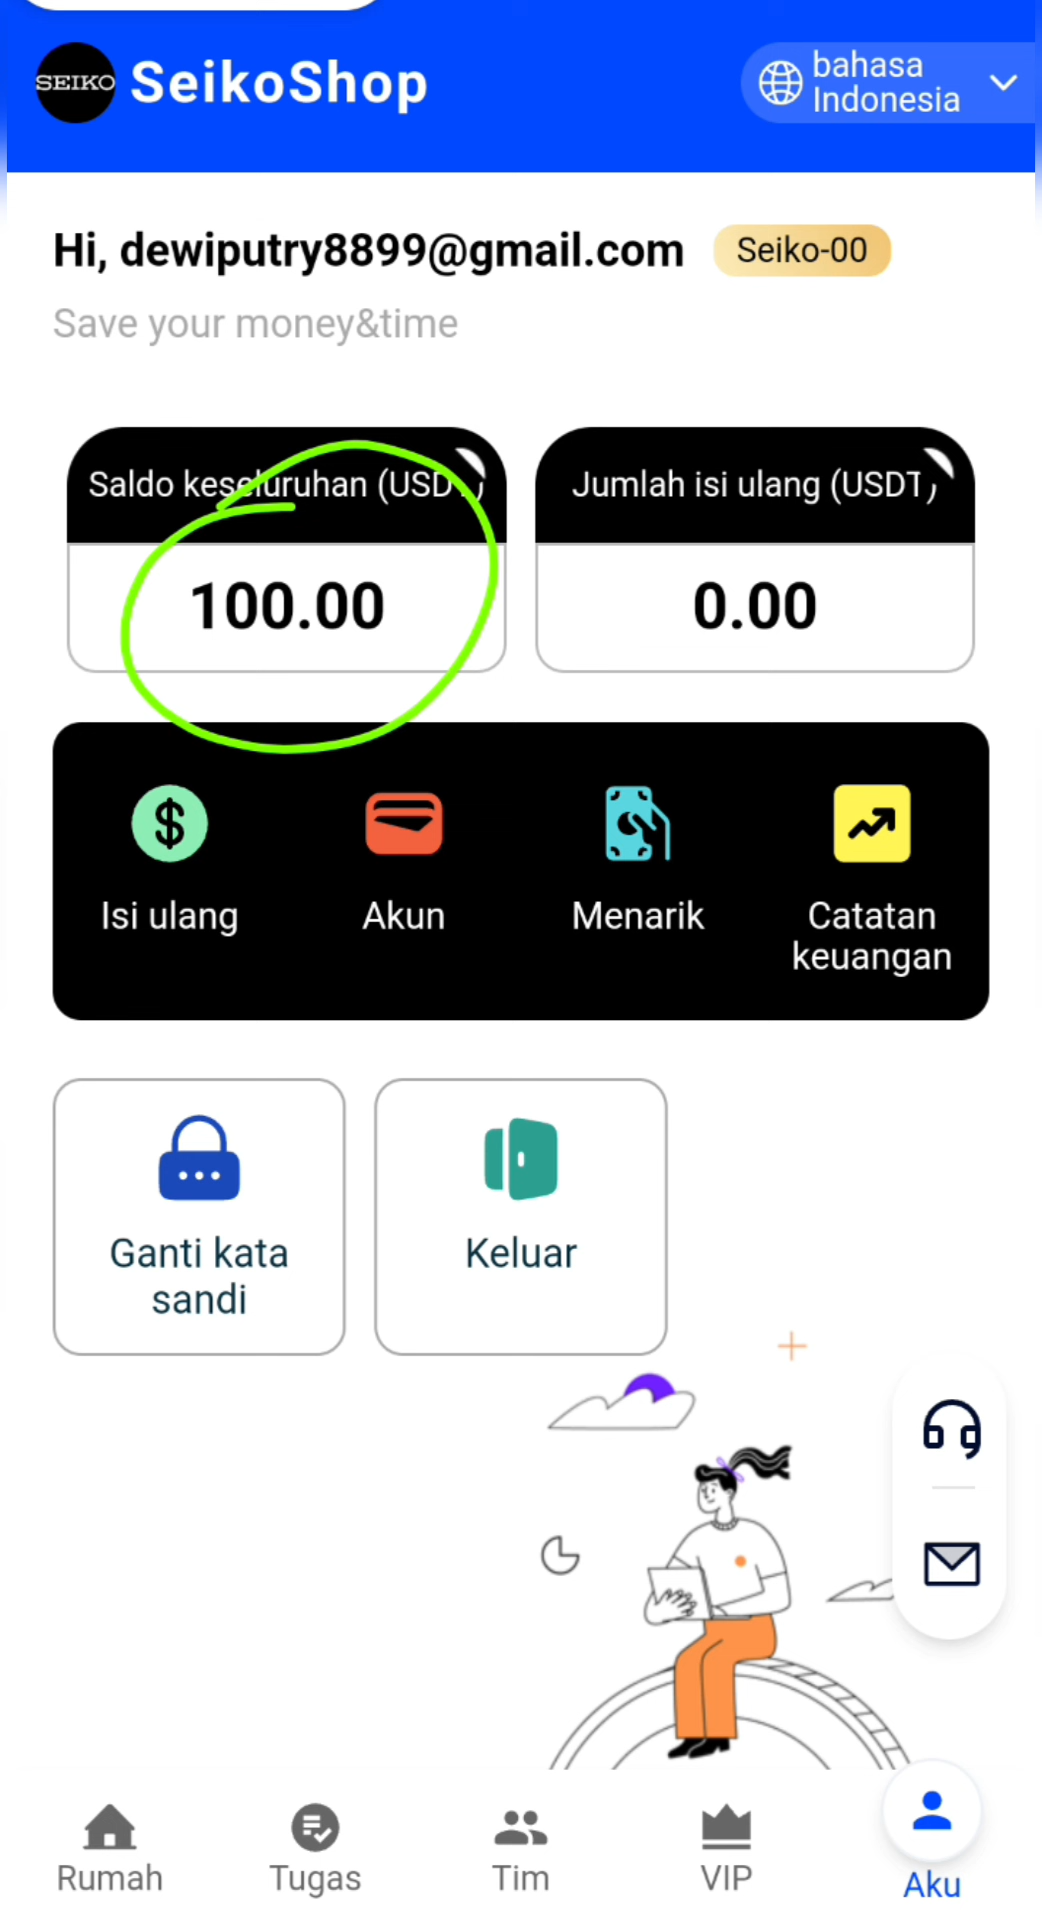 SEIKO SeikoShop
bahasa
Indonesia
Hi, dewiputry8899@gmail.com Seiko-00
Save your money&time
Saldo keseluruhan (USDT) Jumlah isi ulang (USDT)
100.00 0.00
$
Isi ulang Akun Menarik Catatan
keuangan
Ganti kata
sandi
Keluar
Rumah Tugas Tim VIP Aku